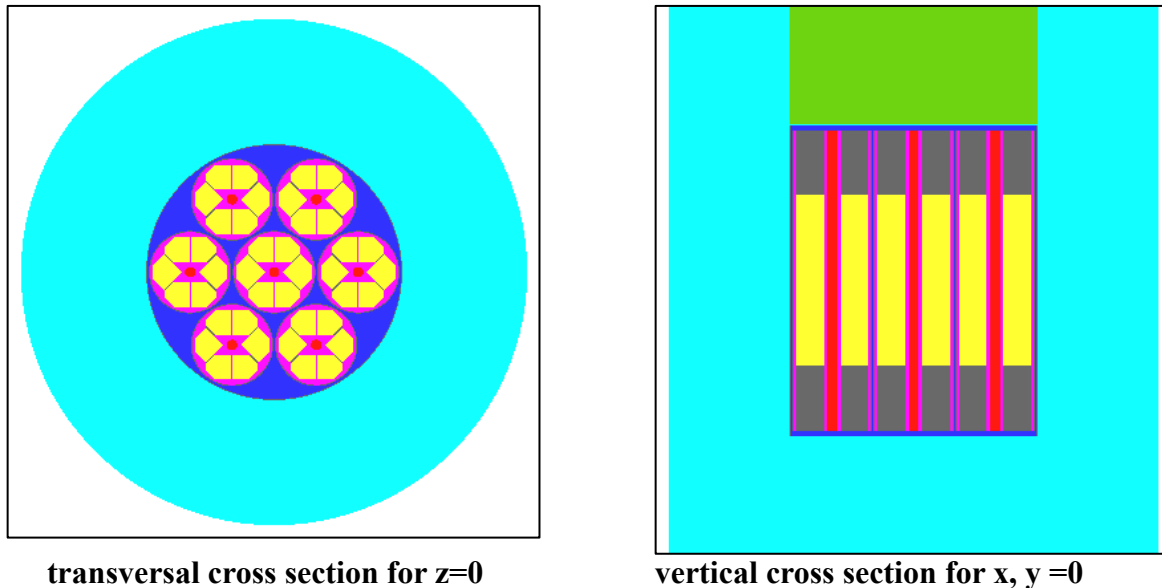 transversal cross section for z=0
vertical cross section for x, y =0